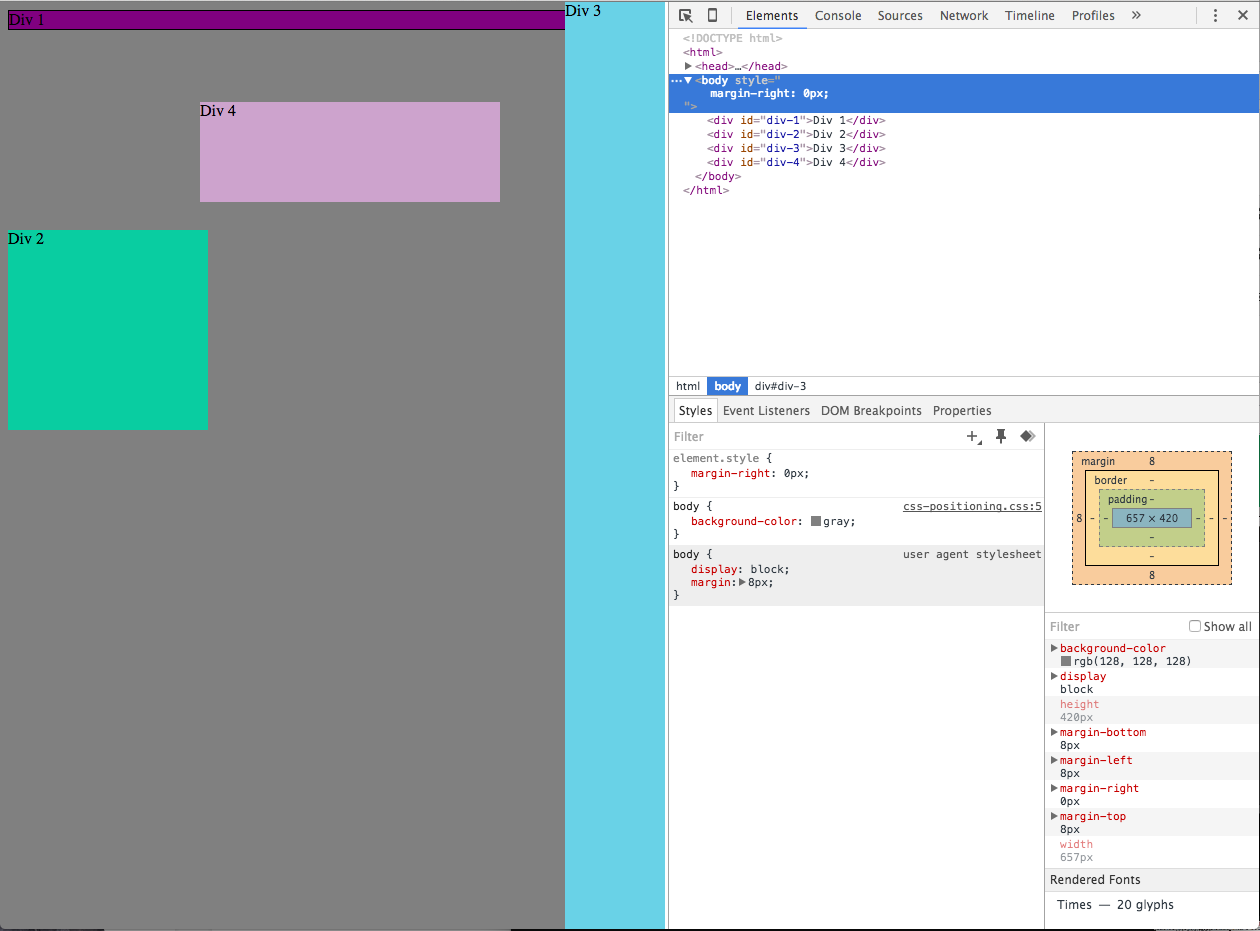 Div 1
Div 3
Div 4
Div 2
Elements Console Sources Network Timeline Profiles »
<!DOCTYPE html>
<html>
▶<head>…</head>
…▼<body style="
margin-right: 0px;
">
<div id="div-1">Div 1</div>
<div id="div-2">Div 2</div>
<div id="div-3">Div 3</div>
<div id="div-4">Div 4</div>
</body>
</html>
html body div#div-3
Styles Event Listeners DOM Breakpoints Properties
Filter
element.style {
margin-right: 0px;
}
body { css-positioning.css:5
background-color: gray;
}
body { user agent stylesheet
display: block;
margin:▶8px;
}
margin 8
border -
padding -
8 - - 657 × 420 - - -
-
-
8
Filter Show all
▶background-color
rgb(128, 128, 128)
▶display
block
height
420px
▶margin-bottom
8px
▶margin-left
8px
▶margin-right
0px
▶margin-top
8px
width
657px
Rendered Fonts
Times — 20 glyphs